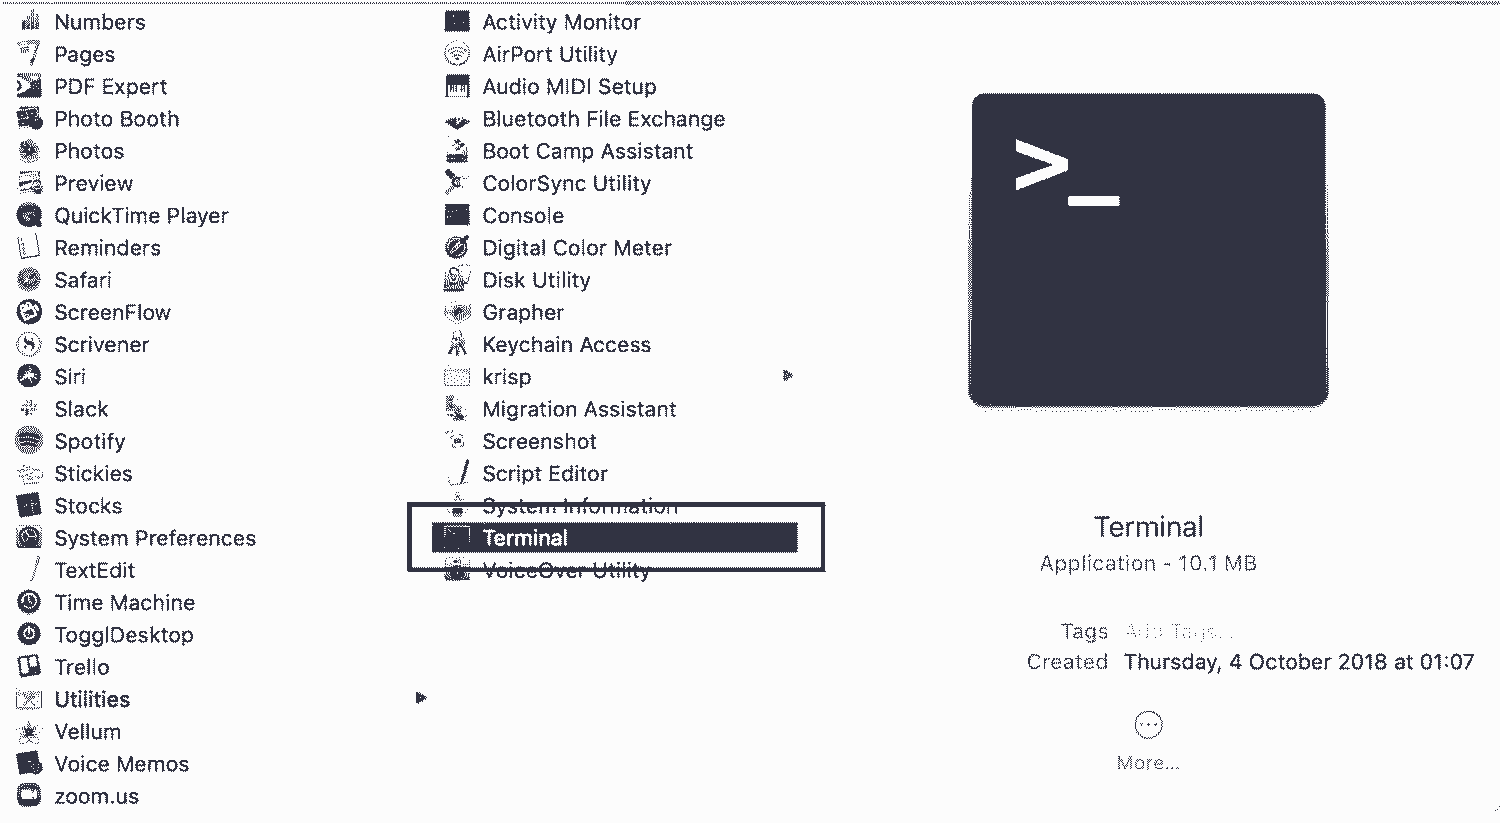 Numbers
Pages
PDF Expert
Photo Booth
Photos
Preview
QuickTime Player
Reminders
Safari
ScreenFlow
Scrivener
Siri
Slack
Spotify
Stickies
Stocks
System Preferences
TextEdit
Time Machine
TogglDesktop
Trello
Utilities
Vellum
Voice Memos
zoom.us
Activity Monitor
AirPort Utility
Audio MIDI Setup
Bluetooth File Exchange
Boot Camp Assistant
ColorSync Utility
Console
Digital Color Meter
Disk Utility
Grapher
Keychain Access
krisp
Migration Assistant
Screenshot
Script Editor
System Information
Terminal
VoiceOver Utility
>_
Terminal
Application - 10.1 MB
Tags Add Tags...
Created Thursday, 4 October 2018 at 01:07
More...